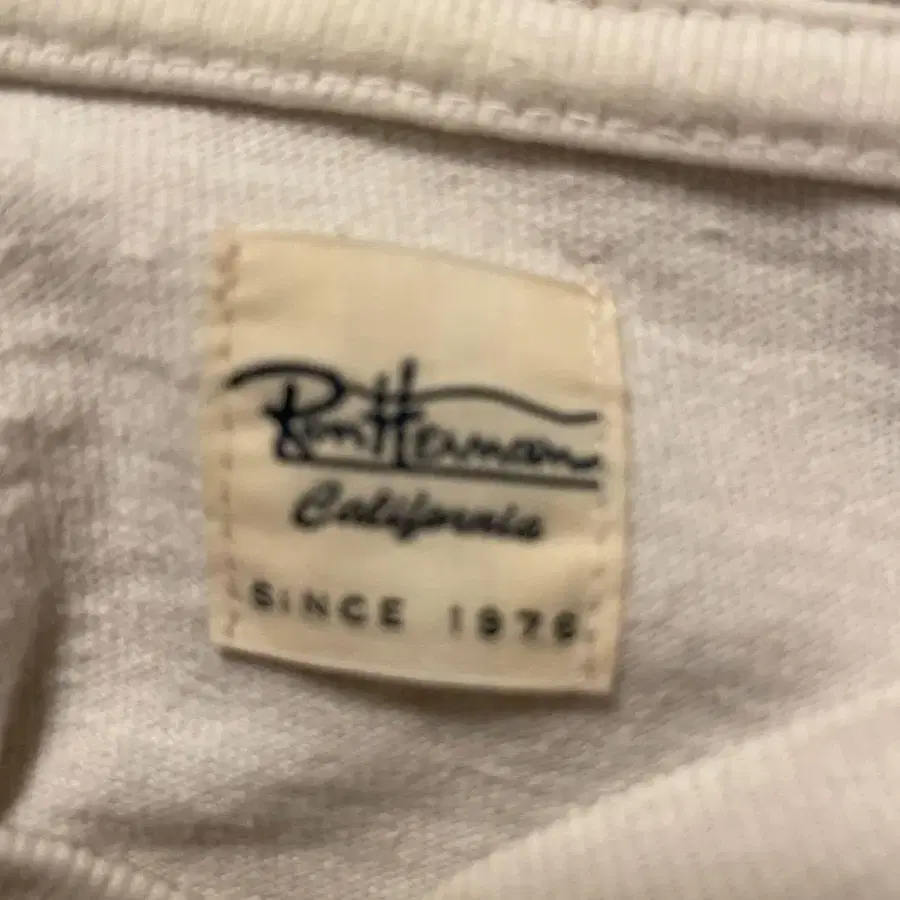 Ron Herman
California
SINCE 1976